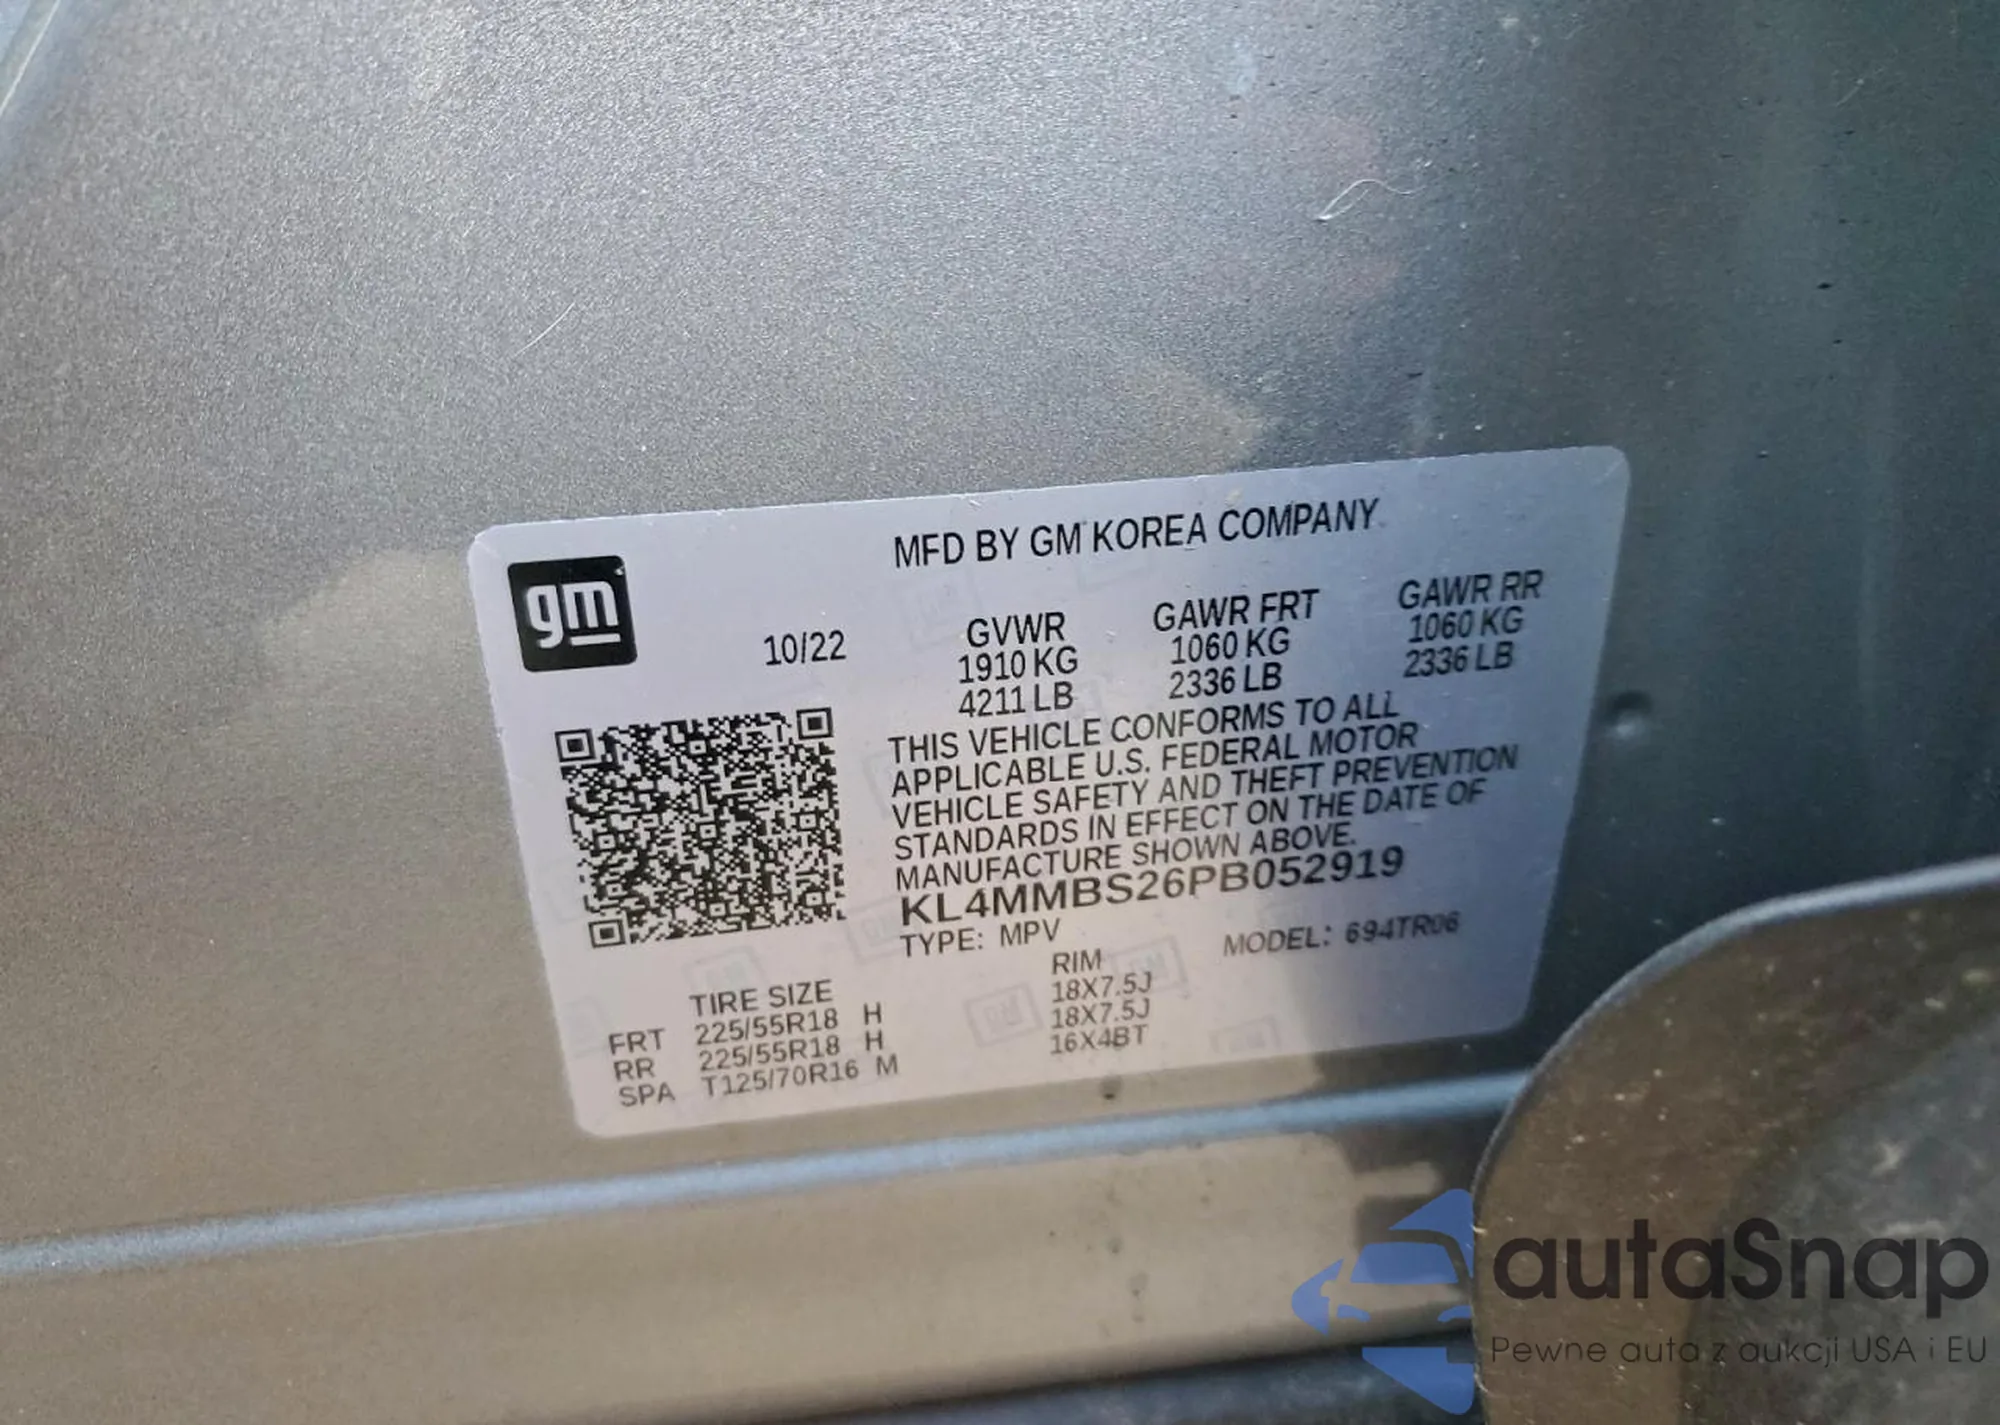 MFD BY GM KOREA COMPANY
gm
10/22
GVWR GAWR FRT GAWR RR
1910 KG 1060 KG 1060 KG
4211 LB 2336 LB 2336 LB
THIS VEHICLE CONFORMS TO ALL
APPLICABLE U.S. FEDERAL MOTOR
VEHICLE SAFETY AND THEFT PREVENTION
STANDARDS IN EFFECT ON THE DATE OF
MANUFACTURE SHOWN ABOVE.
KL4MMBS26PB052919
TYPE: MPV MODEL: 694TR06
TIRE SIZE RIM
FRT 225/55R18 H 18X7.5J
RR 225/55R18 H 18X7.5J
SPA T125/70R16 M 16X4BT
autaSnap
Pewne auta z aukcji USA i EU